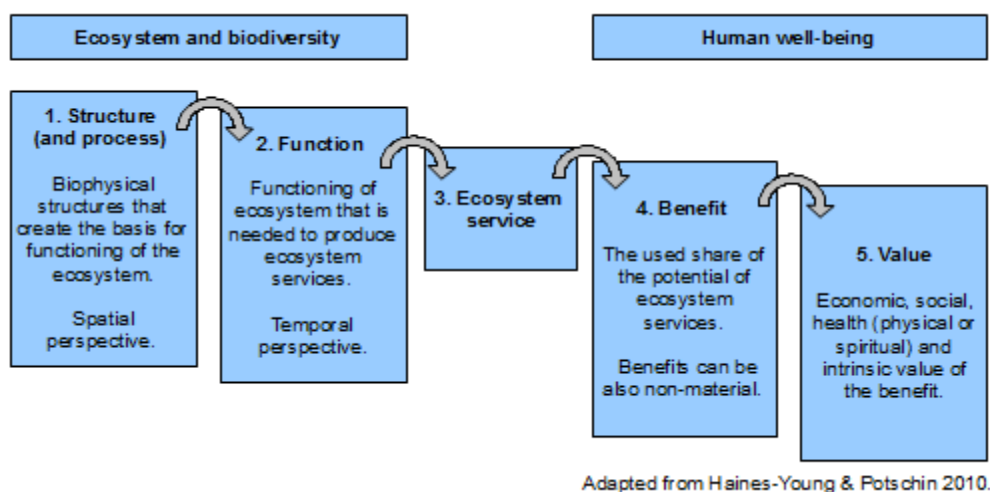 Ecosystem and biodiversity
Human well-being
1. Structure
(and process)
Biophysical
structures that
create the basis for
functioning of the
ecosystem.
Spatial
perspective.
2. Function
Functioning of
ecosystem that is
needed to produce
ecosystem
services.
Temporal
perspective.
3. Ecosystem
service
4. Benefit
The used share of
the potential of
ecosystem
services.
Benefits can be
also non-material.
5. Value
Economic, social,
health (physical or
spiritual) and
intrinsic value of
the benefit.
Adapted from Haines-Young & Potschin 2010.